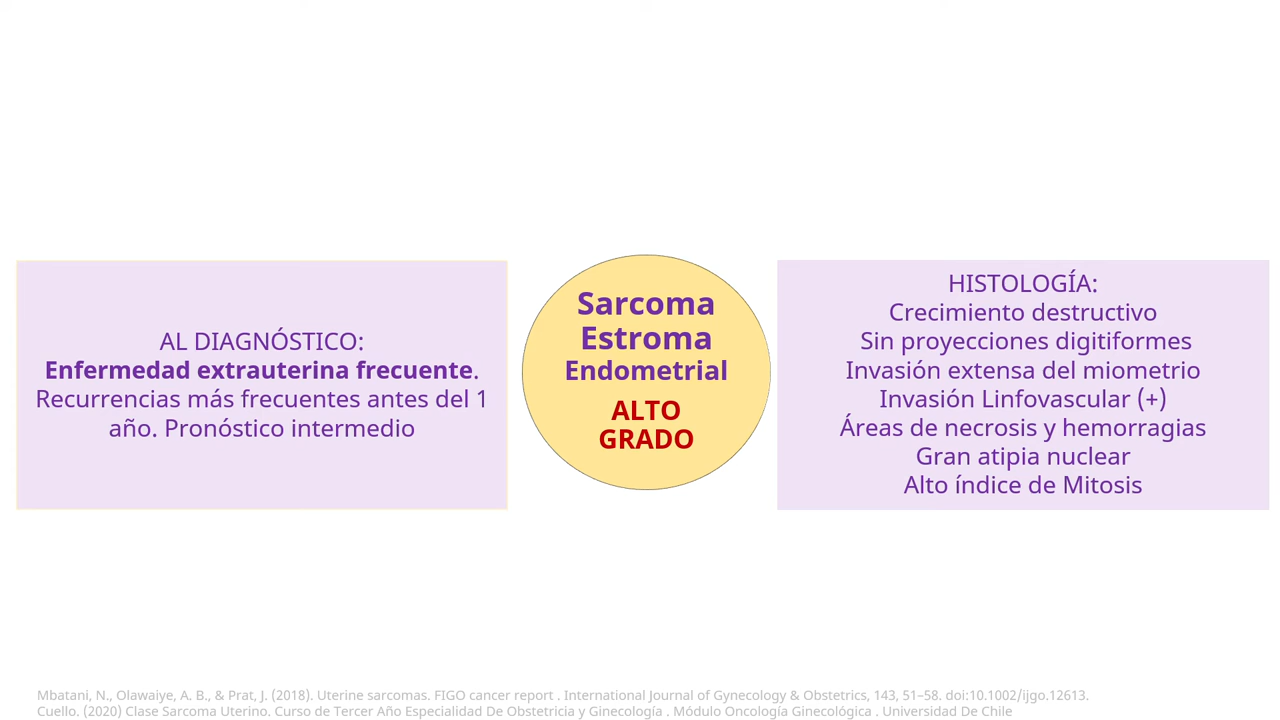 AL DIAGNÓSTICO:
Enfermedad extrauterina frecuente.
Recurrencias más frecuentes antes del 1
año. Pronóstico intermedio
Sarcoma
Estroma
Endometrial
ALTO
GRADO
HISTOLOGÍA:
Crecimiento destructivo
Sin proyecciones digitiformes
Invasión extensa del miometrio
Invasión Linfovascular (+)
Áreas de necrosis y hemorragias
Gran atipia nuclear
Alto índice de Mitosis
Mbatani, N., Olawaiye, A. B., & Prat, J. (2018). Uterine sarcomas. FIGO cancer report . International Journal of Gynecology & Obstetrics, 143, 51–58. doi:10.1002/ijgo.12613.
Cuello. (2020) Clase Sarcoma Uterino. Curso de Tercer Año Especialidad De Obstetricia y Ginecología . Módulo Oncología Ginecológica . Universidad De Chile